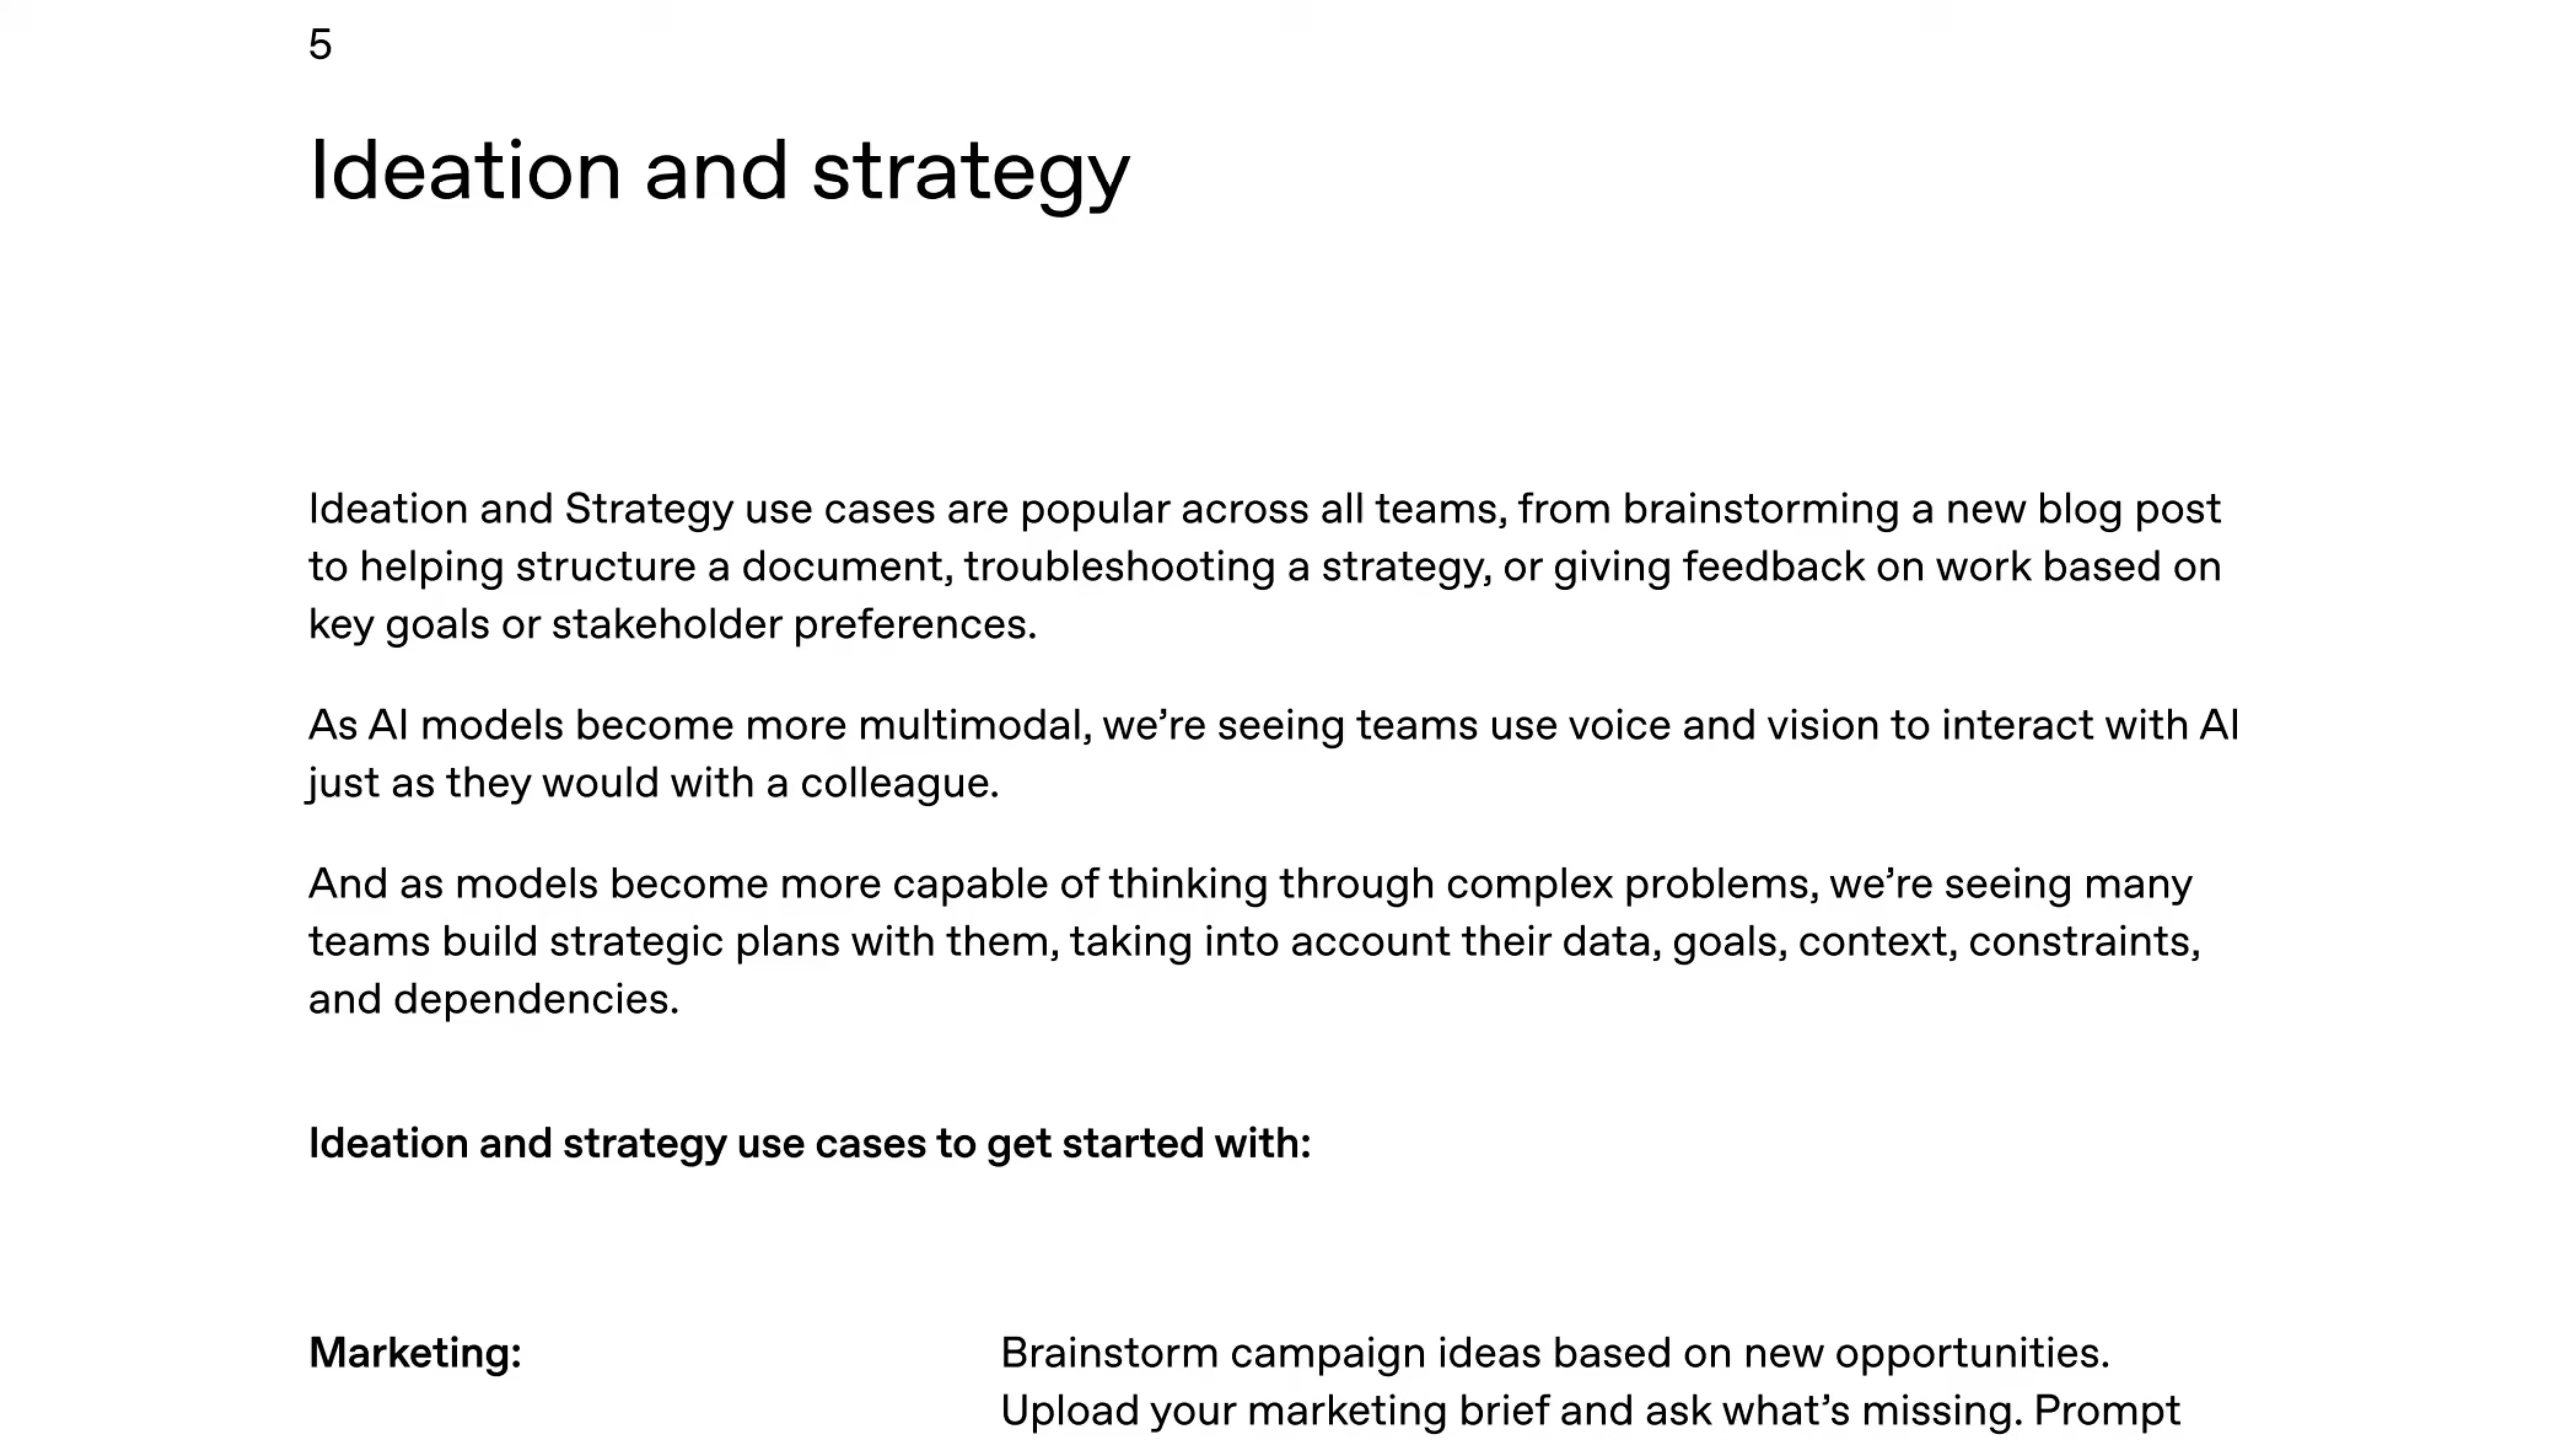 5
Ideation and strategy
Ideation and Strategy use cases are popular across all teams, from brainstorming a new blog post
to helping structure a document, troubleshooting a strategy, or giving feedback on work based on
key goals or stakeholder preferences.
As AI models become more multimodal, we’re seeing teams use voice and vision to interact with AI
just as they would with a colleague.
And as models become more capable of thinking through complex problems, we’re seeing many
teams build strategic plans with them, taking into account their data, goals, context, constraints,
and dependencies.
Ideation and strategy use cases to get started with:
Marketing:
Brainstorm campaign ideas based on new opportunities.
Upload your marketing brief and ask what’s missing. Prompt